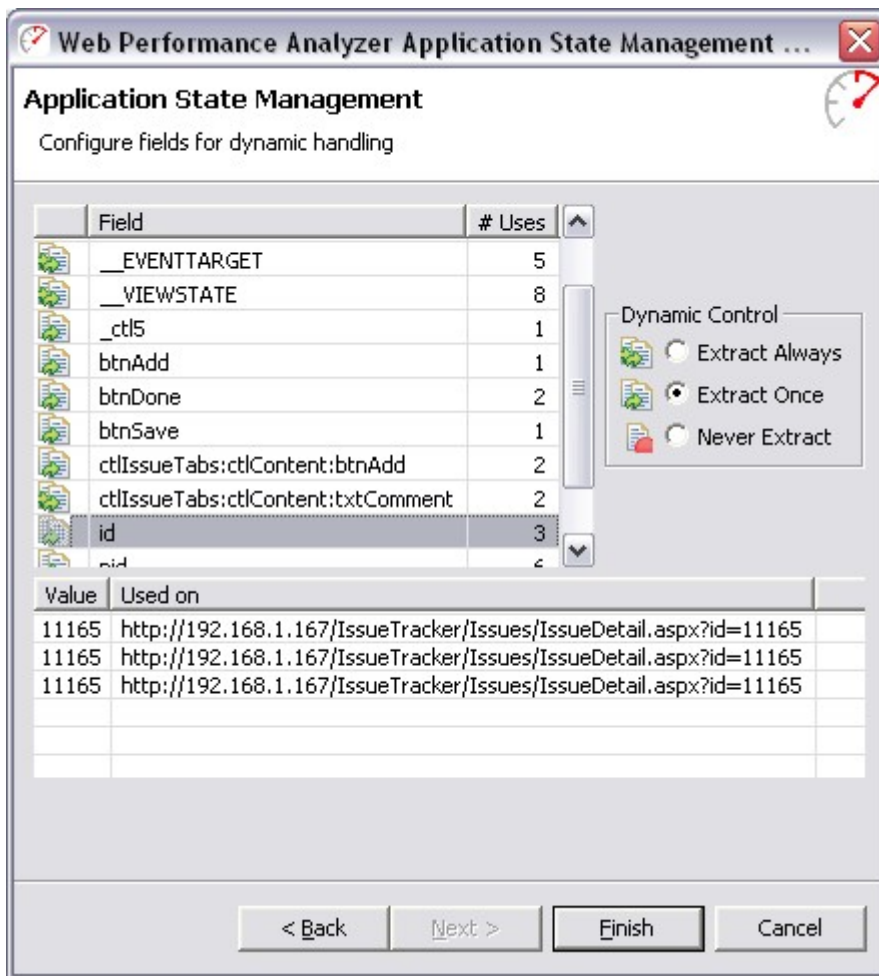 Web Performance Analyzer Application State Management ...
Application State Management
Configure fields for dynamic handling
Field # Uses
__EVENTTARGET 5
__VIEWSTATE 8
_ctl5 1
btnAdd 1
btnDone 2
btnSave 1
ctlIssueTabs:ctlContent:btnAdd 2
ctlIssueTabs:ctlContent:txtComment 2
id 3
pid 6
Dynamic Control
Extract Always
Extract Once
Never Extract
Value Used on
11165 http://192.168.1.167/IssueTracker/Issues/IssueDetail.aspx?id=11165
11165 http://192.168.1.167/IssueTracker/Issues/IssueDetail.aspx?id=11165
11165 http://192.168.1.167/IssueTracker/Issues/IssueDetail.aspx?id=11165
< Back Next > Finish Cancel